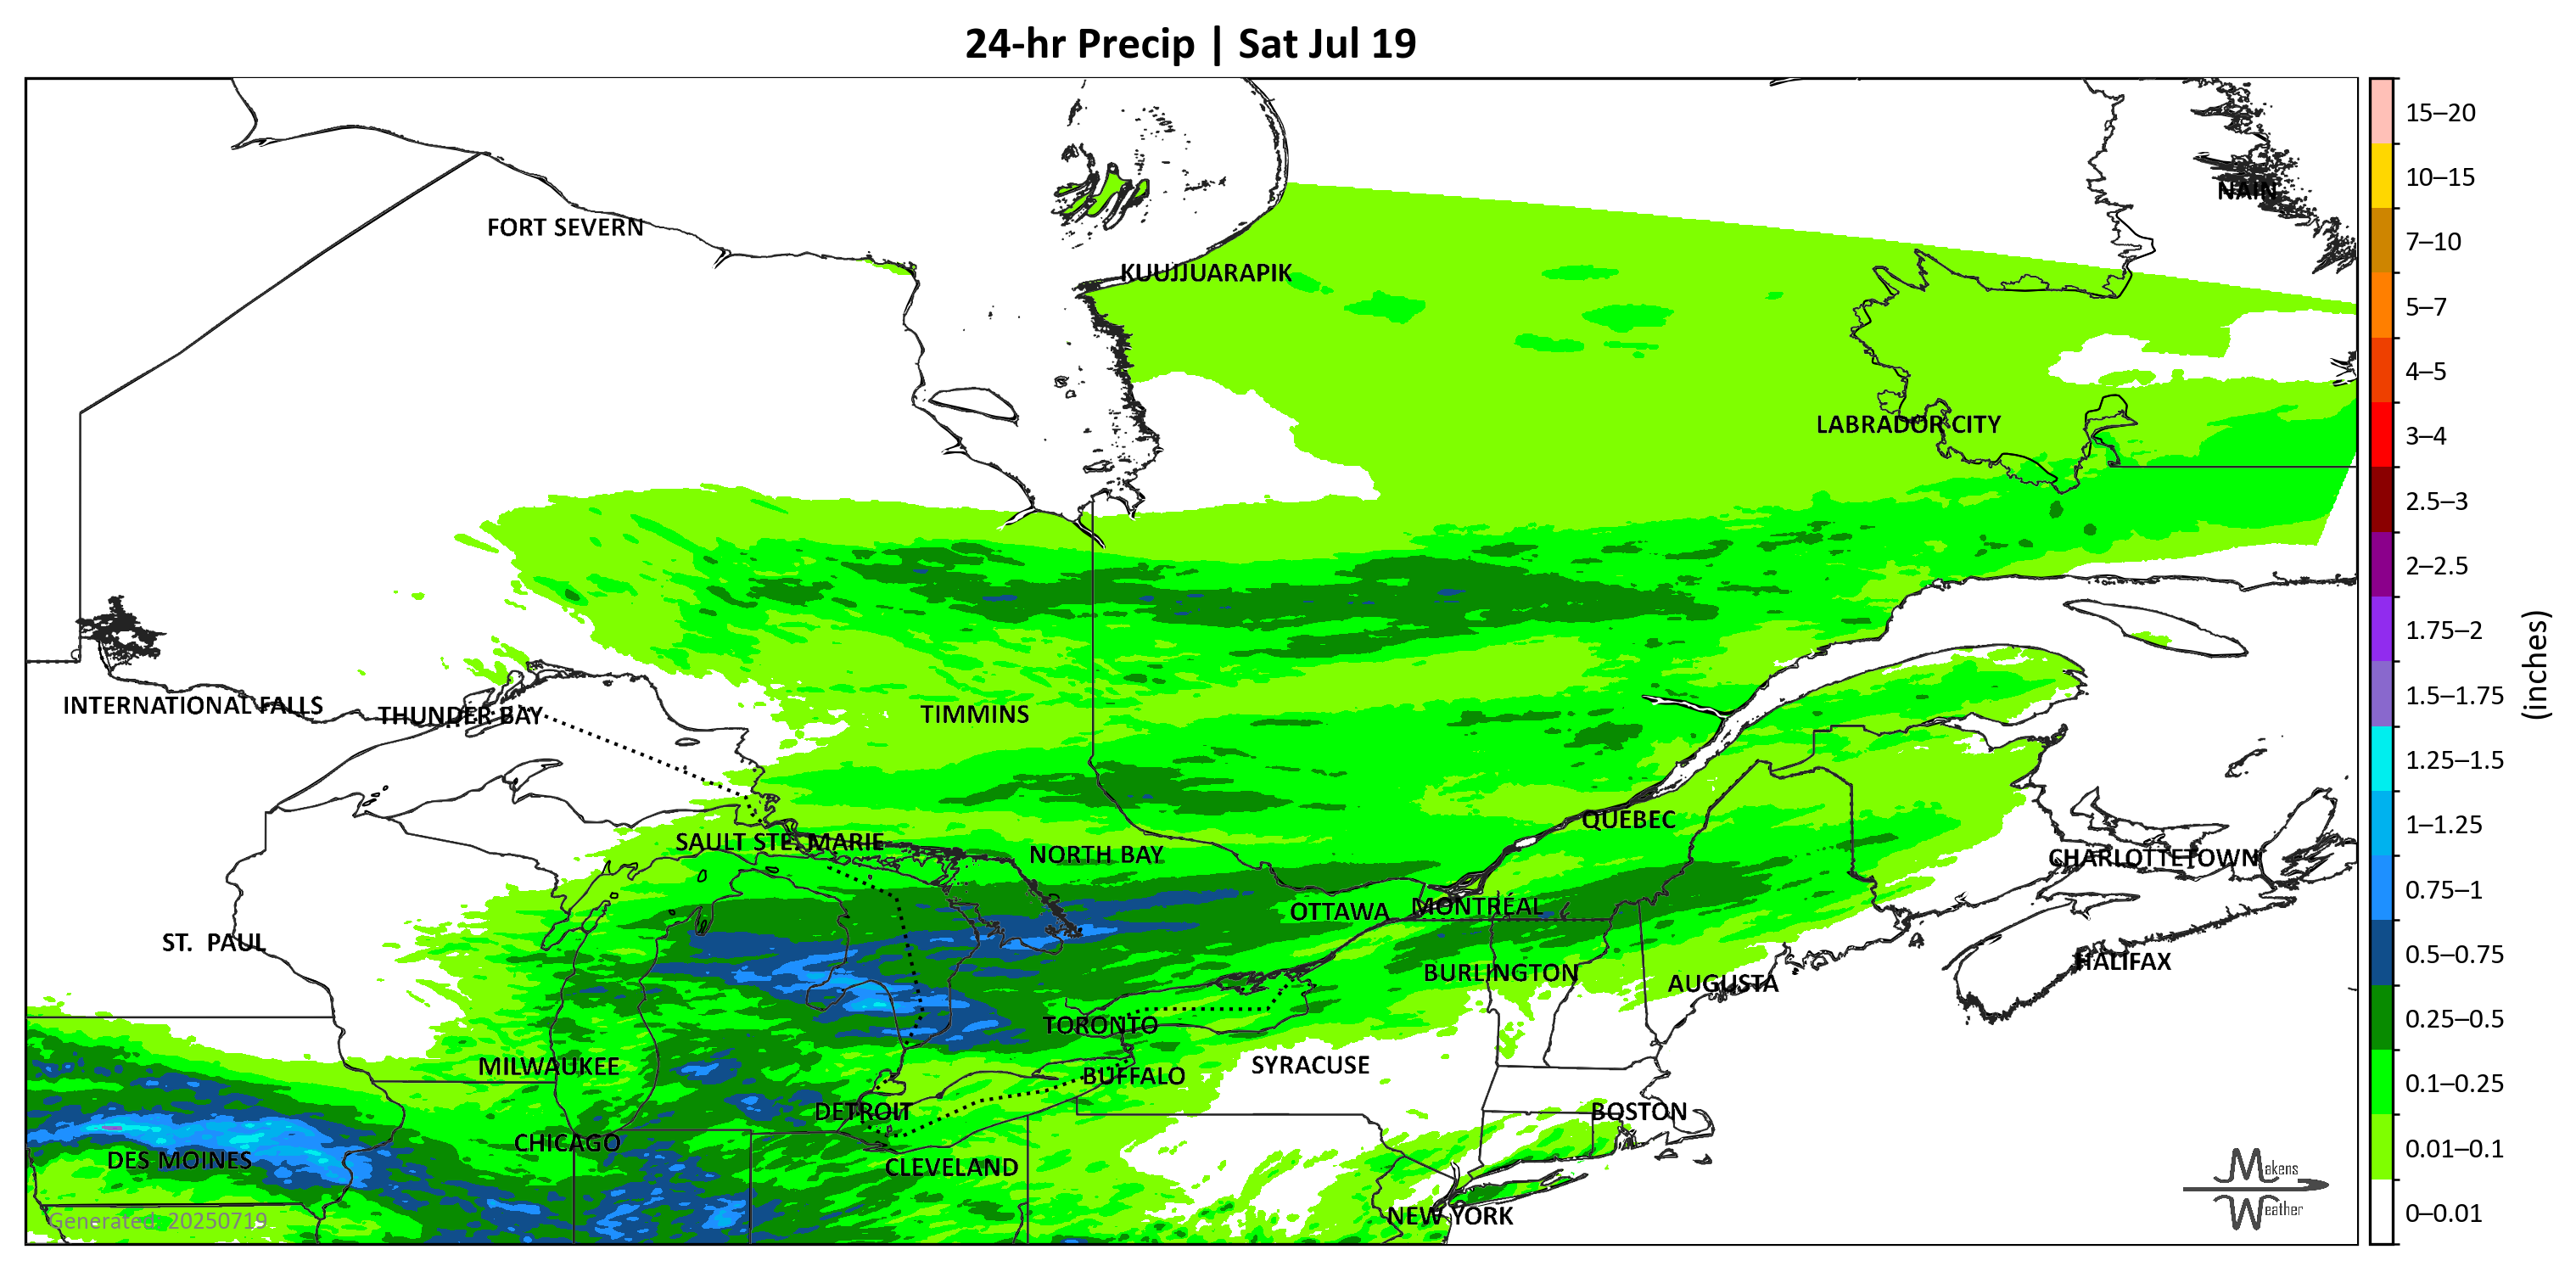 24-hr Precip | Sat Jul 19
15–20
10–15
NAIN
7–10
FORT SEVERN
KUUJJUARAPIK
5–7
4–5
LABRADOR CITY
3–4
2.5–3
2–2.5
1.75–2
(inches)
INTERNATIONAL FALLS
THUNDER BAY
TIMMINS
1.5–1.75
1.25–1.5
QUEBEC
1–1.25
SAULT STE. MARIE
NORTH BAY
CHARLOTTETOWN
0.75–1
OTTAWA
MONTRÉAL
ST. PAUL
HALIFAX
0.5–0.75
BURLINGTON
AUGUSTA
TORONTO
0.25–0.5
MILWAUKEE
SYRACUSE
BUFFALO
0.1–0.25
DETROIT
BOSTON
CHICAGO
0.01–0.1
DES MOINES
CLEVELAND
Makens
Weather
NEW YORK
0–0.01
Generated: 20250719